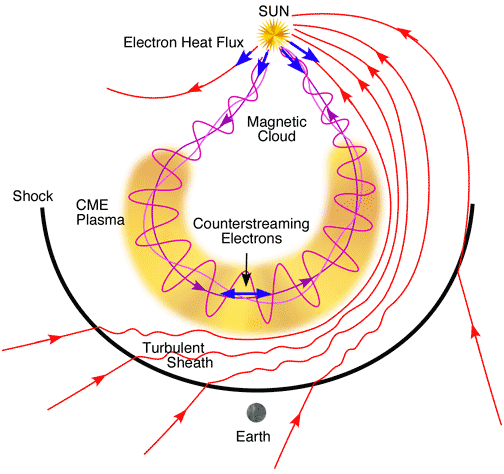 SUN
Electron Heat Flux
Magnetic
Cloud
Shock
CME
Plasma
Counterstreaming
Electrons
Turbulent
Sheath
Earth